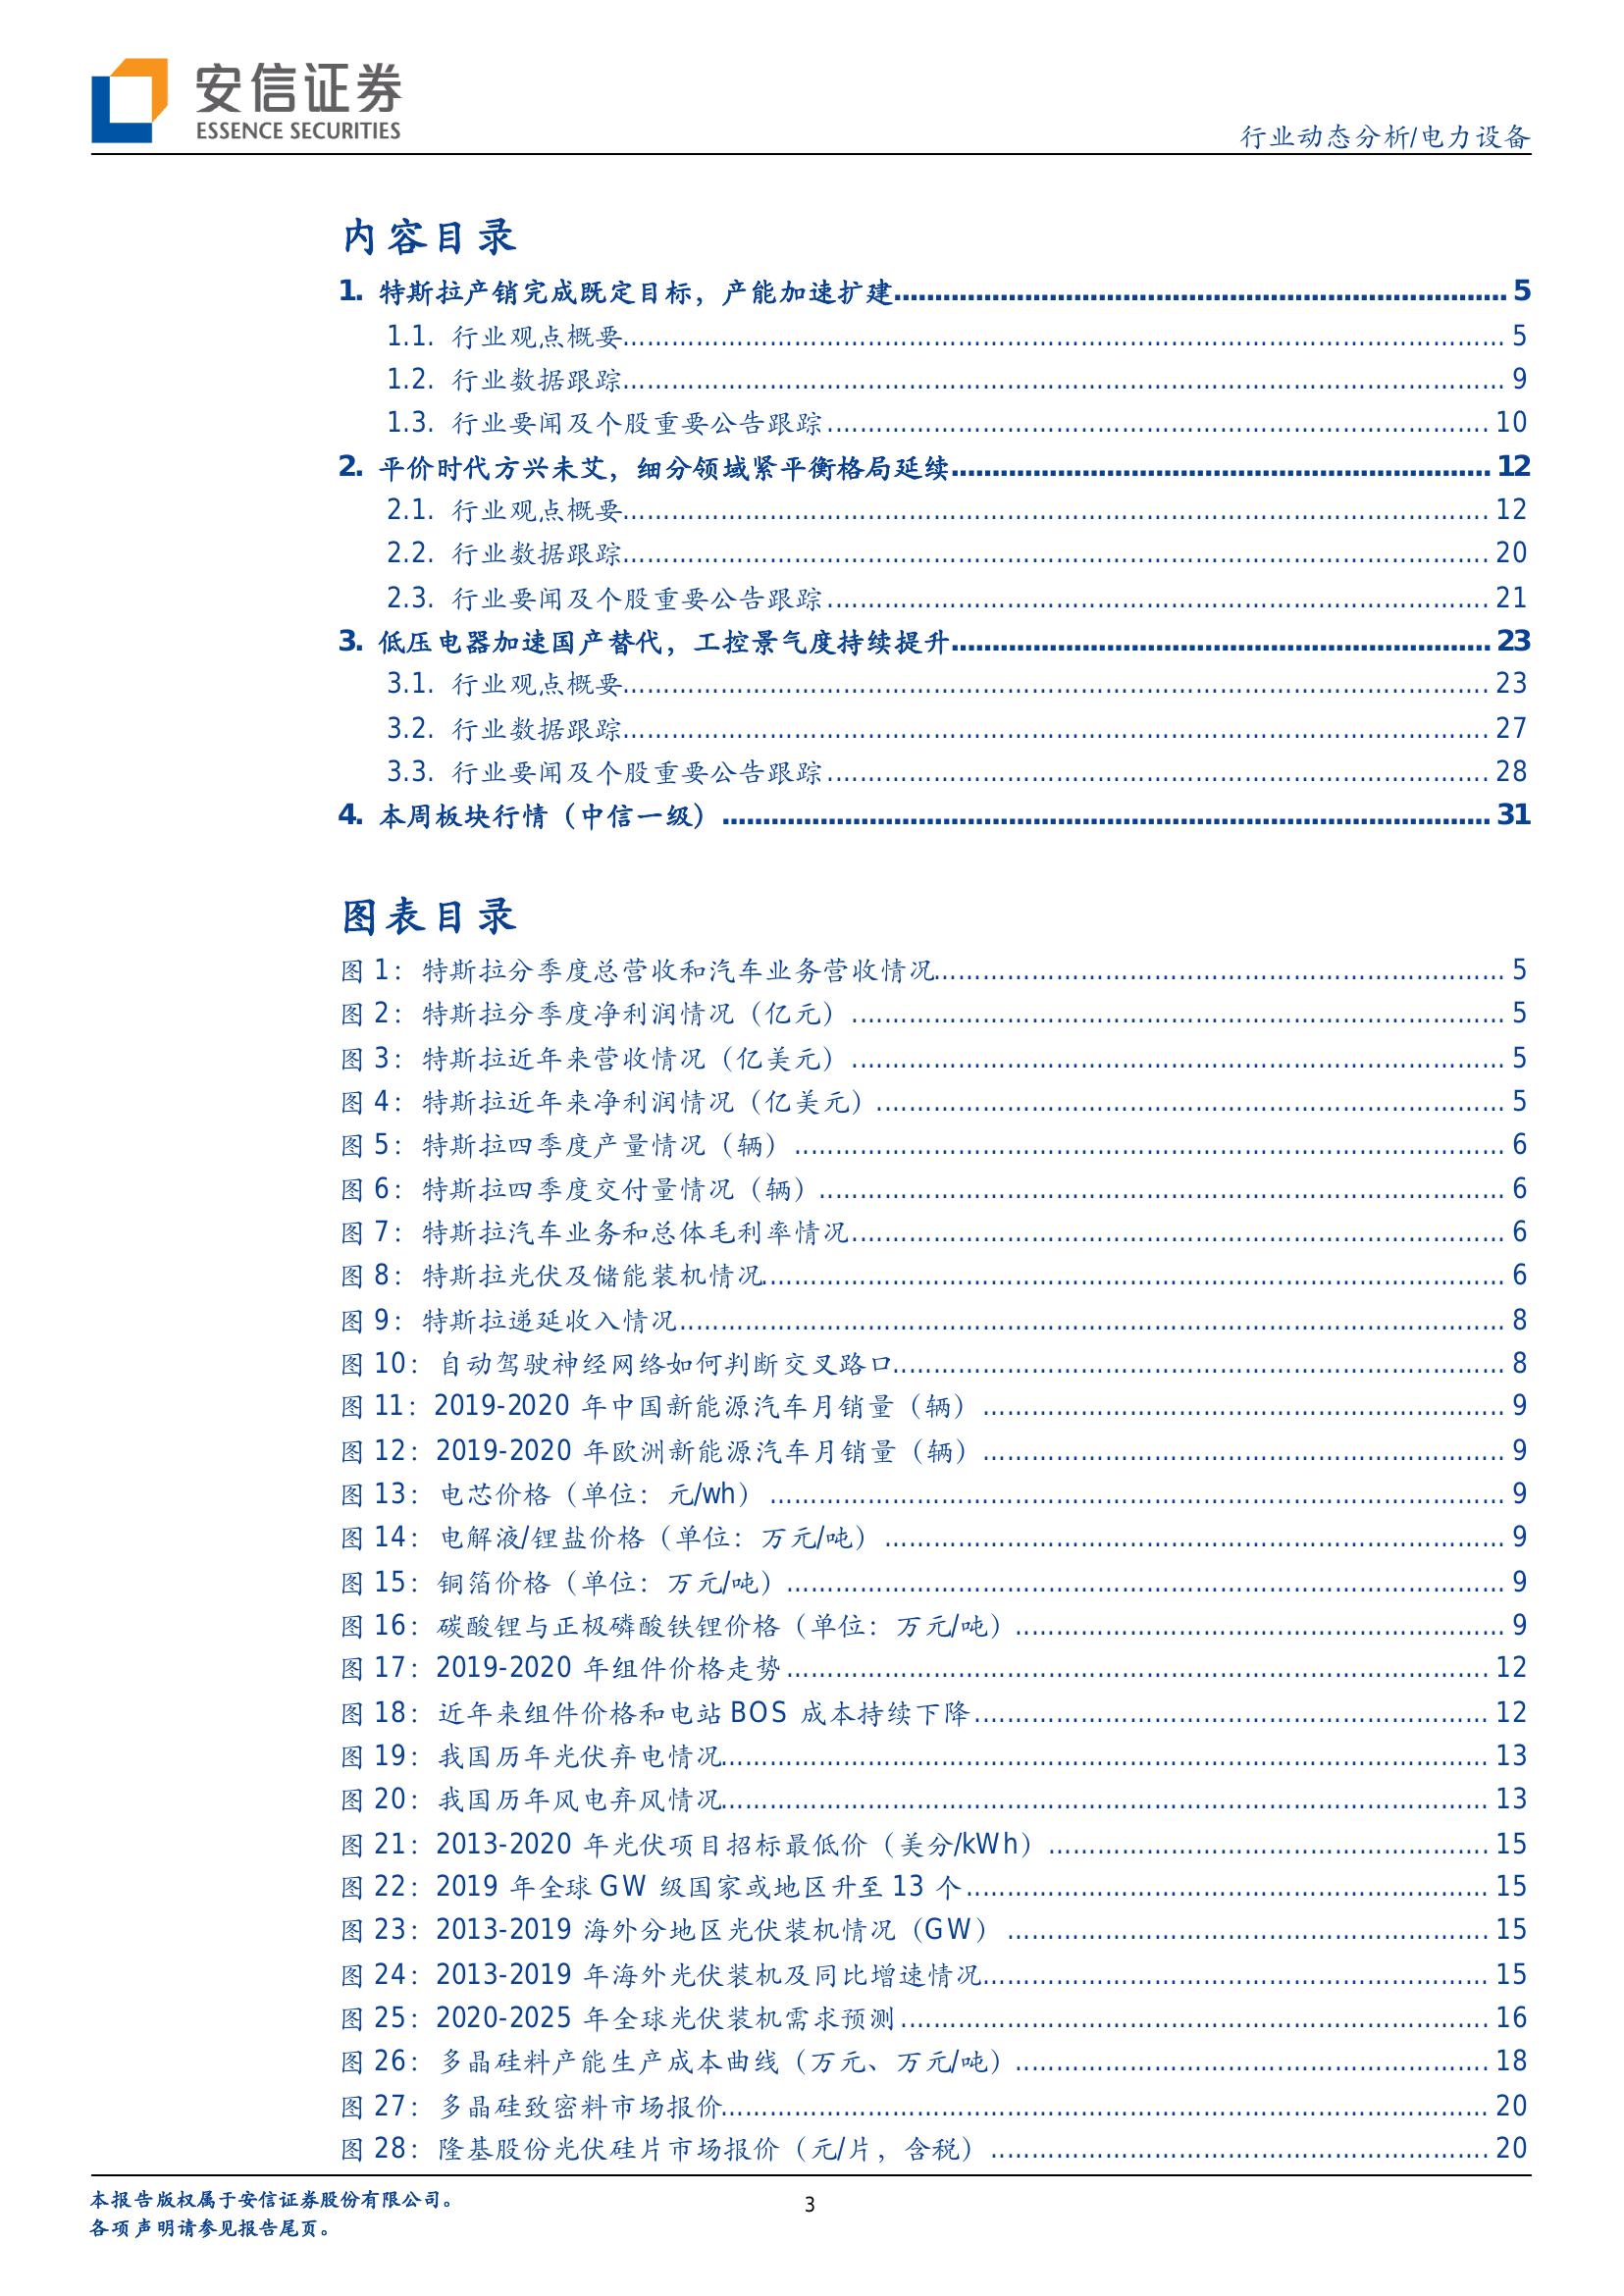 安信证券
ESSENCE SECURITIES
行业动态分析/电力设备
内容目录
1. 特斯拉产销完成既定目标，产能加速扩建 5
1.1. 行业观点概要 5
1.2. 行业数据跟踪 9
1.3. 行业要闻及个股重要公告跟踪 10
2. 平价时代方兴未艾，细分领域紧平衡格局延续 12
2.1. 行业观点概要 12
2.2. 行业数据跟踪 20
2.3. 行业要闻及个股重要公告跟踪 21
3. 低压电器加速国产替代，工控景气度持续提升 23
3.1. 行业观点概要 23
3.2. 行业数据跟踪 27
3.3. 行业要闻及个股重要公告跟踪 28
4. 本周板块行情（中信一级） 31
图表目录
图 1：特斯拉分季度总营收和汽车业务营收情况 5
图 2：特斯拉分季度净利润情况（亿元） 5
图 3：特斯拉近年来营收情况（亿美元） 5
图 4：特斯拉近年来净利润情况（亿美元） 5
图 5：特斯拉四季度产量情况（辆） 6
图 6：特斯拉四季度交付量情况（辆） 6
图 7：特斯拉汽车业务和总体毛利率情况 6
图 8：特斯拉光伏及储能装机情况 6
图 9：特斯拉递延收入情况 8
图 10：自动驾驶神经网络如何判断交叉路口 8
图 11：2019-2020 年中国新能源汽车月销量（辆） 9
图 12：2019-2020 年欧洲新能源汽车月销量（辆） 9
图 13：电芯价格（单位：元/wh） 9
图 14：电解液/锂盐价格（单位：万元/吨） 9
图 15：铜箔价格（单位：万元/吨） 9
图 16：碳酸锂与正极磷酸铁锂价格（单位：万元/吨） 9
图 17：2019-2020 年组件价格走势 12
图 18：近年来组件价格和电站 BOS 成本持续下降 12
图 19：我国历年光伏弃电情况 13
图 20：我国历年风电弃风情况 13
图 21：2013-2020 年光伏项目招标最低价（美分/kWh） 15
图 22：2019 年全球 GW 级国家或地区升至 13 个 15
图 23：2013-2019 海外分地区光伏装机情况（GW） 15
图 24：2013-2019 年海外光伏装机及同比增速情况 15
图 25：2020-2025 年全球光伏装机需求预测 16
图 26：多晶硅料产能生产成本曲线（万元、万元/吨） 18
图 27：多晶硅致密料市场报价 20
图 28：隆基股份光伏硅片市场报价（元/片，含税） 20
本报告版权属于安信证券股份有限公司。
各项声明请参见报告尾页。
3